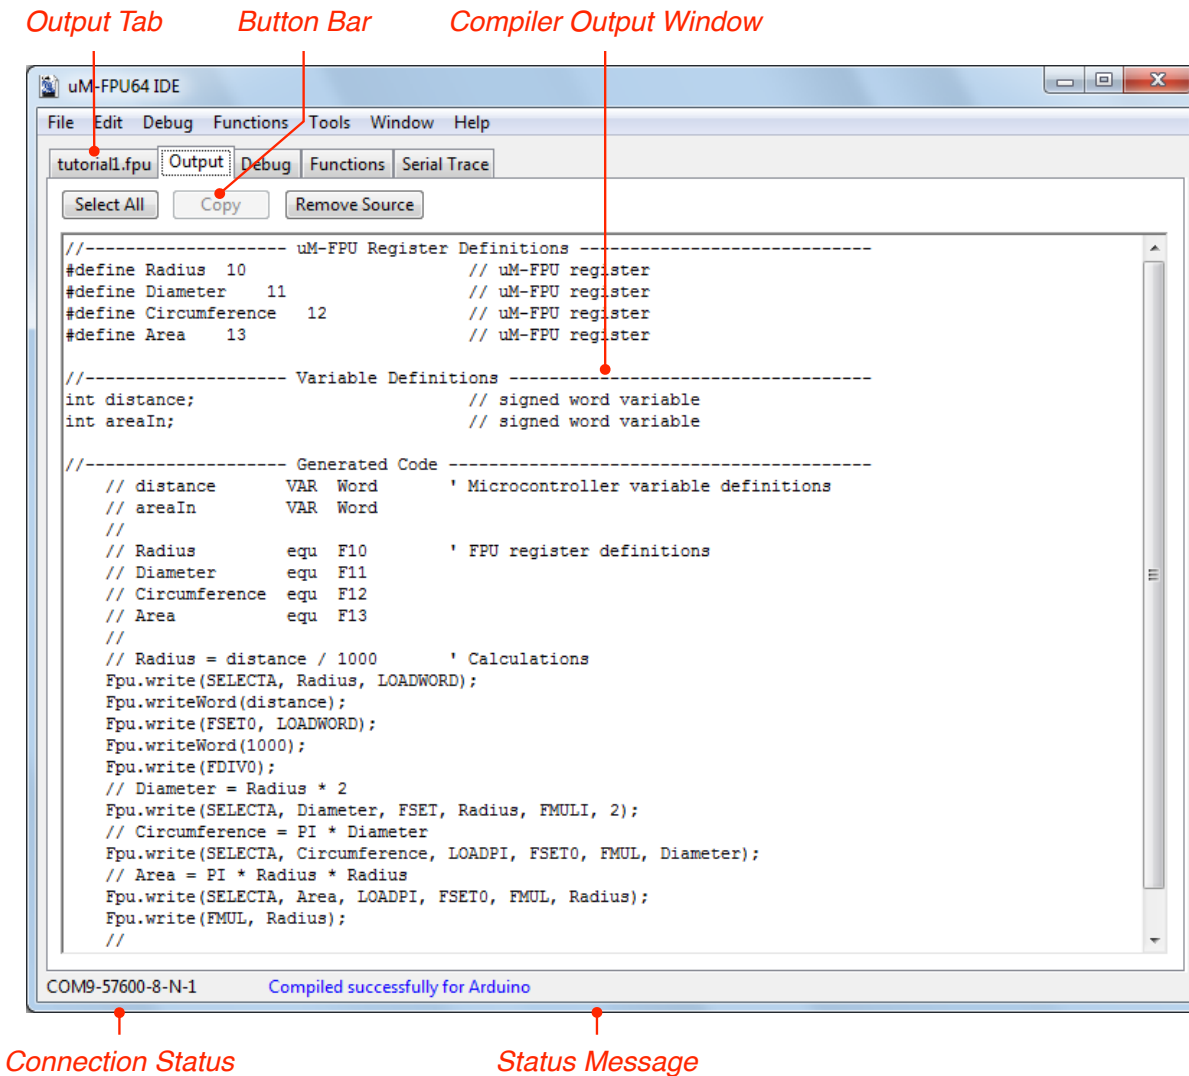 Output Tab Button Bar Compiler Output Window
uM-FPU64 IDE
File Edit Debug Functions Tools Window Help
tutorial1.fpu Output Debug Functions Serial Trace
Select All Copy Remove Source
//-------------------- uM-FPU Register Definitions -----------------------------
#define Radius  10                      // uM-FPU register
#define Diameter    11                  // uM-FPU register
#define Circumference   12              // uM-FPU register
#define Area    13                      // uM-FPU register
//-------------------- Variable Definitions ------------------------------------
int distance;                           // signed word variable
int areaIn;                             // signed word variable
//-------------------- Generated Code ------------------------------------------
    // distance       VAR  Word       ' Microcontroller variable definitions
    // areaIn         VAR  Word
    //
    // Radius         equ  F10        ' FPU register definitions
    // Diameter       equ  F11
    // Circumference  equ  F12
    // Area           equ  F13
    //
    // Radius = distance / 1000       ' Calculations
    Fpu.write(SELECTA, Radius, LOADWORD);
    Fpu.writeWord(distance);
    Fpu.write(FSET0, LOADWORD);
    Fpu.writeWord(1000);
    Fpu.write(FDIV0);
    // Diameter = Radius * 2
    Fpu.write(SELECTA, Diameter, FSET, Radius, FMULI, 2);
    // Circumference = PI * Diameter
    Fpu.write(SELECTA, Circumference, LOADPI, FSET0, FMUL, Diameter);
    // Area = PI * Radius * Radius
    Fpu.write(SELECTA, Area, LOADPI, FSET0, FMUL, Radius);
    Fpu.write(FMUL, Radius);
    //
COM9-57600-8-N-1 Compiled successfully for Arduino
Connection Status Status Message